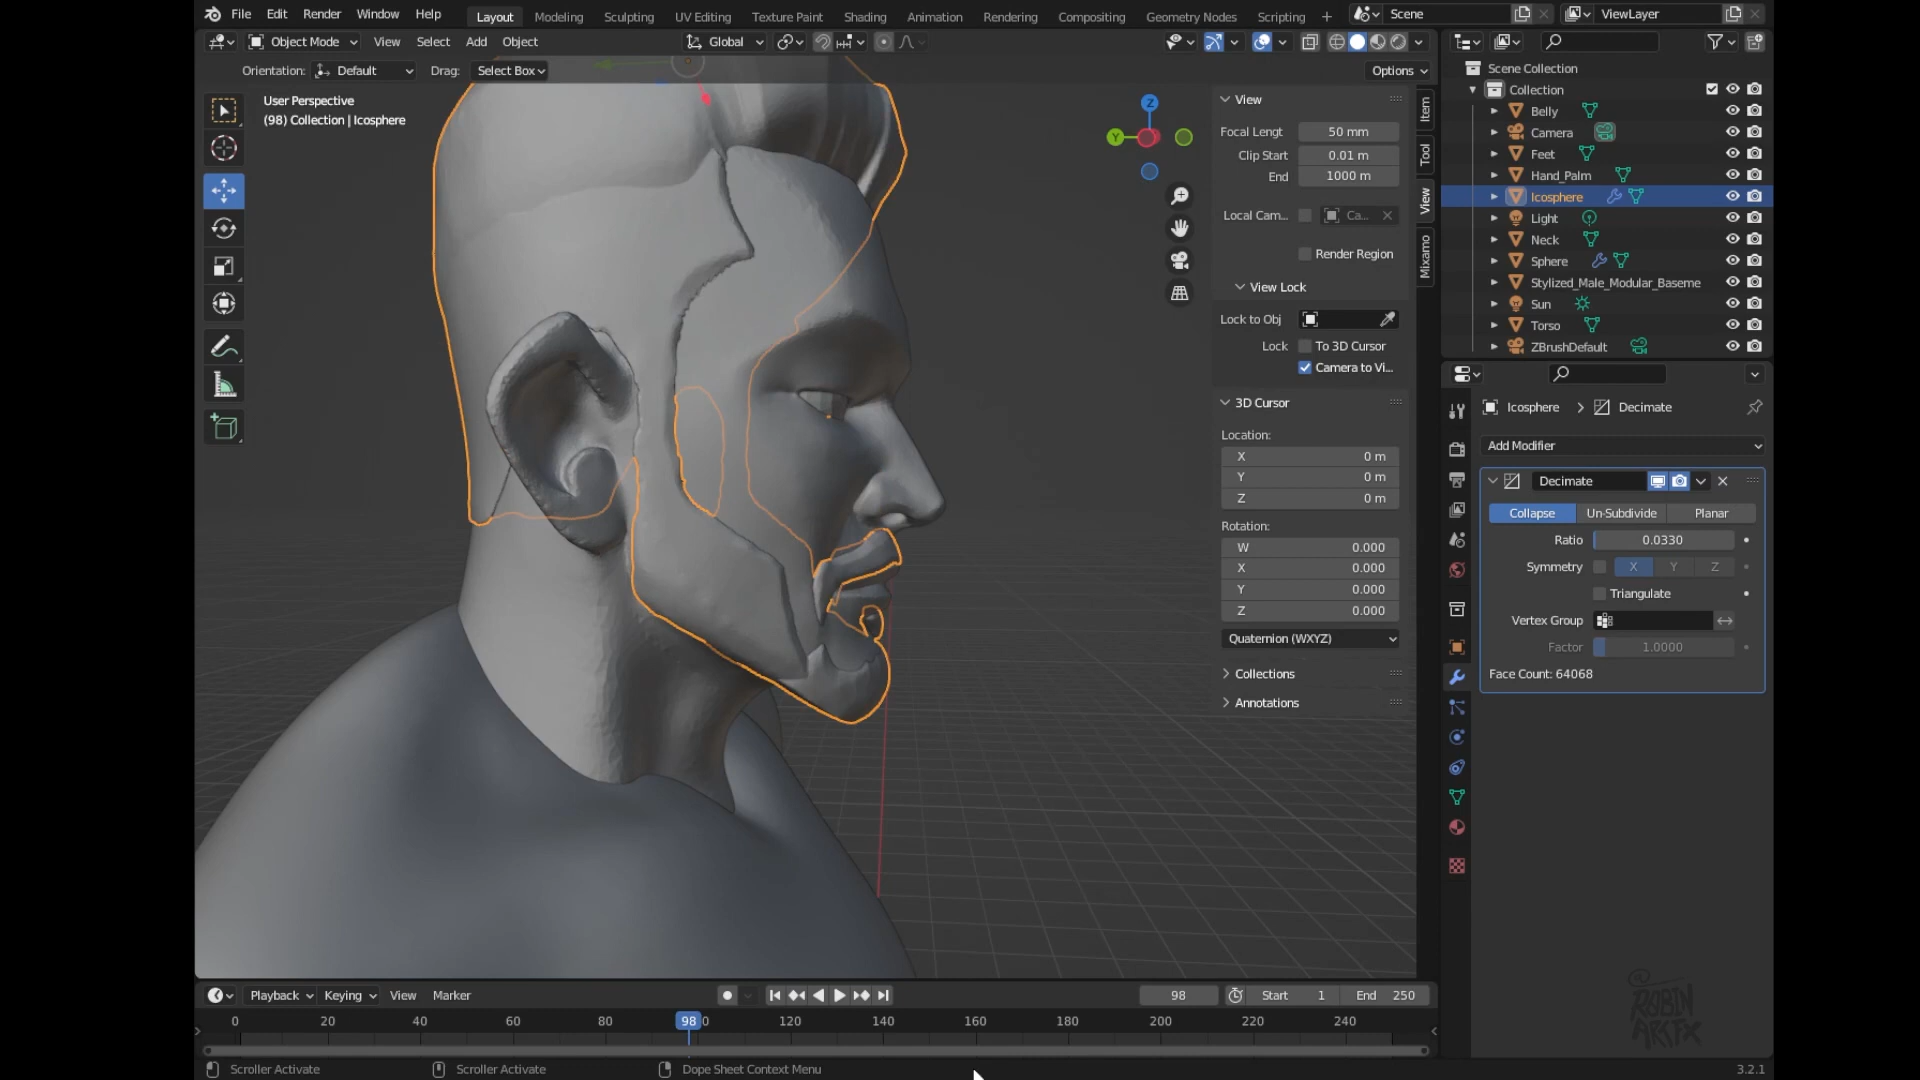 File Edit Render Window Help Layout Modeling Sculpting UV Editing Texture Paint Shading Animation Rendering Compositing Geometry Nodes Scripting + Scene ViewLayer
Object Mode View Select Add Object Global
Orientation: Default Drag: Select Box Options
User Perspective
(98) Collection | Icosphere
Z
Y
View
Focal Lengt 50 mm
Clip Start 0.01 m
End 1000 m
Local Cam... Ca...
Render Region
View Lock
Lock to Obj
Lock To 3D Cursor
Camera to Vi...
3D Cursor
Location:
X 0 m
Y 0 m
Z 0 m
Rotation:
W 0.000
X 0.000
Y 0.000
Z 0.000
Quaternion (WXYZ)
Collections
Annotations
Item
Tool
View
Mixamo
Scene Collection
Collection
Belly
Camera
Feet
Hand_Palm
Icosphere
Light
Neck
Sphere
Stylized_Male_Modular_Baseme
Sun
Torso
ZBrushDefault
Icosphere > Decimate
Add Modifier
Decimate
Collapse Un-Subdivide Planar
Ratio 0.0330
Symmetry X Y Z
Triangulate
Vertex Group
Factor 1.0000
Face Count: 64068
@
ROBIN
ARTX
Playback Keying View Marker 98 Start 1 End 250
0 20 40 60 80 98 0 120 140 160 180 200 220 240
Scroller Activate Scroller Activate Dope Sheet Context Menu 3.2.1